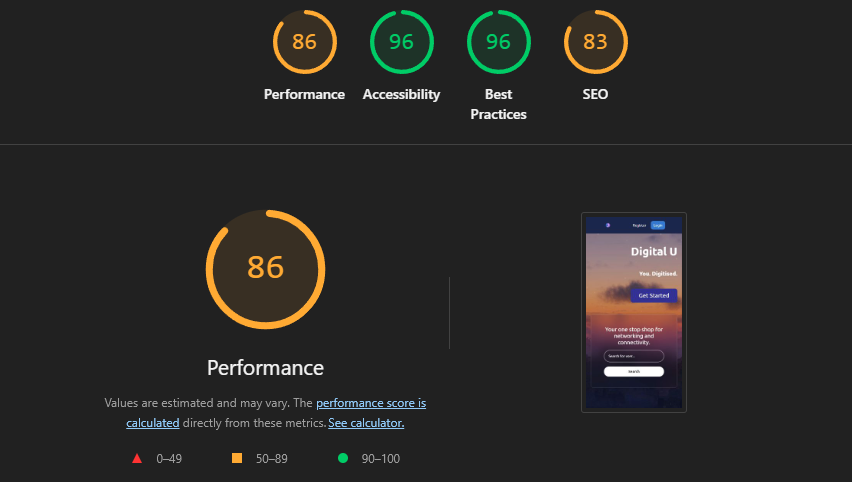 86
96
96
83
Performance
Accessibility
Best
Practices
SEO
86
Performance
Values are estimated and may vary. The performance score is
calculated directly from these metrics. See calculator.
0–49
50–89
90–100
Register
Login
Digital U
You. Digitized.
Get Started
Your one stop shop for
networking and
connectivity.
Search for user..
Search